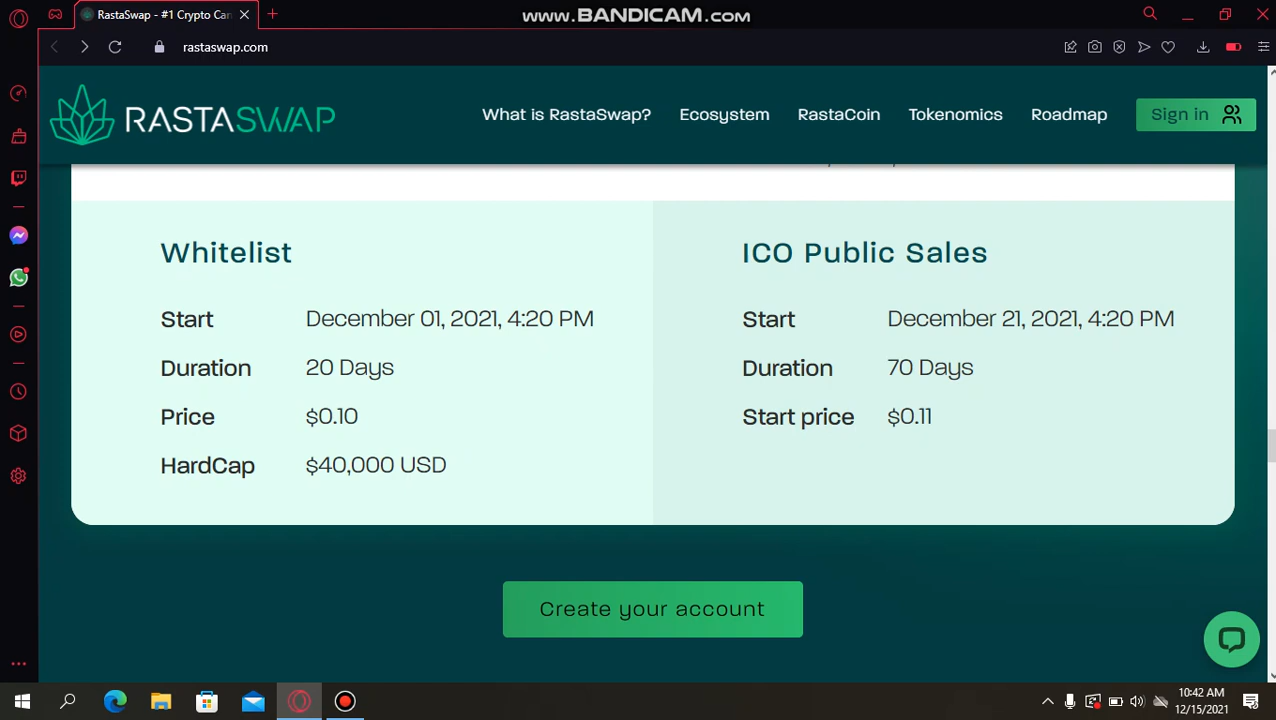 RastaSwap - #1 Crypto Can
www.BANDICAM.com
rastaswap.com
RASTASWAP
What is RastaSwap?
Ecosystem
RastaCoin
Tokenomics
Roadmap
Sign in
Whitelist
Start December 01, 2021, 4:20 PM
Duration 20 Days
Price $0.10
HardCap $40,000 USD
ICO Public Sales
Start December 21, 2021, 4:20 PM
Duration 70 Days
Start price $0.11
Create your account
10:42 AM
12/15/2021